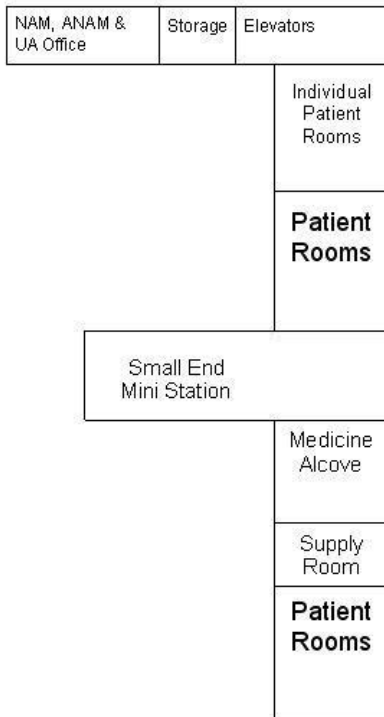 NAM, ANAM &
UA Office
Storage
Elevators
Individual
Patient
Rooms
Patient
Rooms
Small End
Mini Station
Medicine
Alcove
Supply
Room
Patient
Rooms